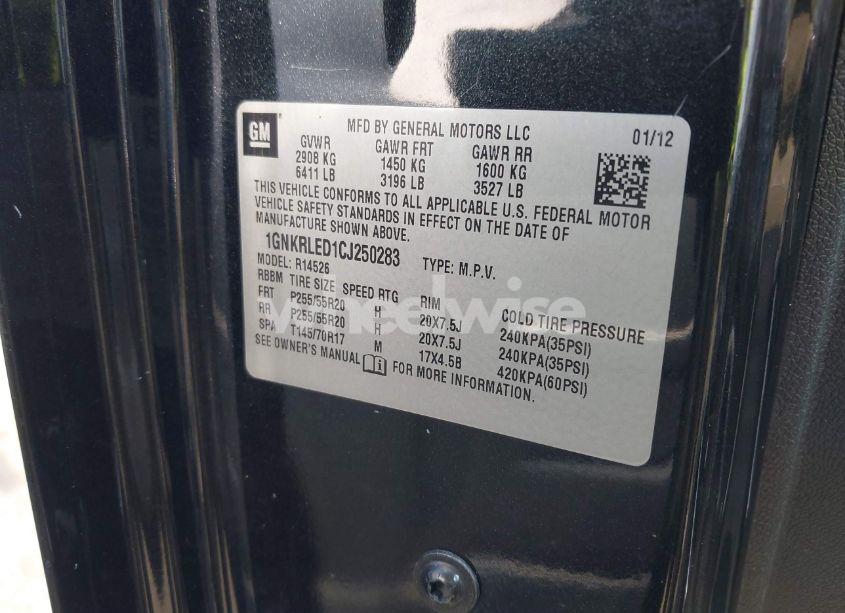 GM
MFD BY GENERAL MOTORS LLC 01/12
GVWR GAWR FRT GAWR RR
2908 KG 1450 KG 1600 KG
6411 LB 3196 LB 3527 LB
THIS VEHICLE CONFORMS TO ALL APPLICABLE U.S. FEDERAL MOTOR
VEHICLE SAFETY STANDARDS IN EFFECT ON THE DATE OF
MANUFACTURE SHOWN ABOVE.
1GNKRLED1CJ250283 TYPE: M.P.V.
MODEL: R14526
RBBM TIRE SIZE SPEED RTG RIM COLD TIRE PRESSURE
FRT P255/55R20 H 20X7.5J 240KPA(35PSI)
RR P255/55R20 H 20X7.5J 240KPA(35PSI)
SPA T145/70R17 M 17X4.5B 420KPA(60PSI)
SEE OWNER'S MANUAL FOR MORE INFORMATION.
wheelwise